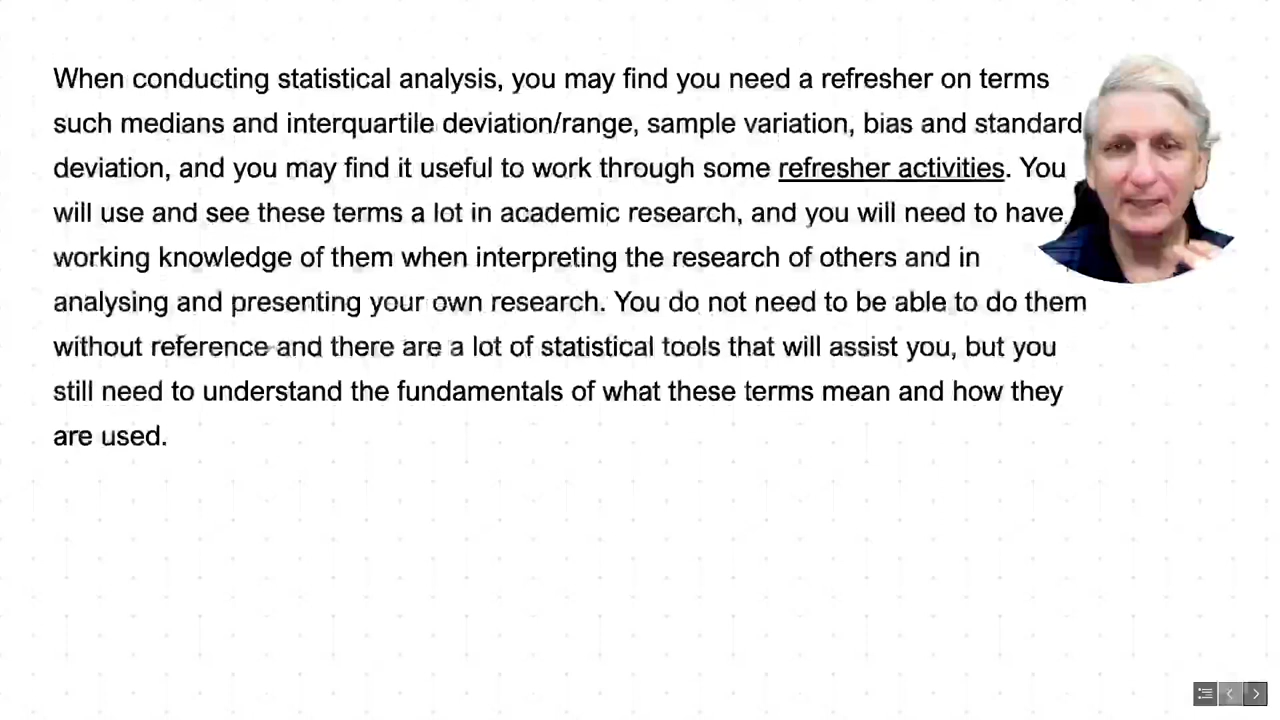 When conducting statistical analysis, you may find you need a refresher on terms
such medians and interquartile deviation/range, sample variation, bias and standard
deviation, and you may find it useful to work through some refresher activities. You
will use and see these terms a lot in academic research, and you will need to have
working knowledge of them when interpreting the research of others and in
analysing and presenting your own research. You do not need to be able to do them
without reference and there are a lot of statistical tools that will assist you, but you
still need to understand the fundamentals of what these terms mean and how they
are used.